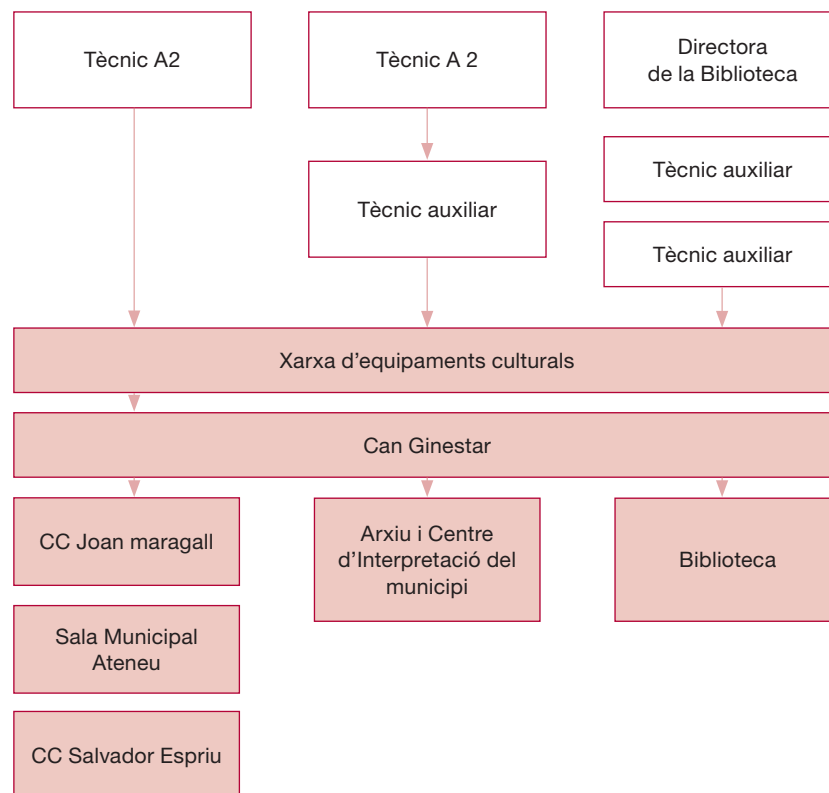 Tècnic A2
Tècnic A 2
Directora
de la Biblioteca
Tècnic auxiliar
Tècnic auxiliar
Tècnic auxiliar
Xarxa d’equipaments culturals
Can Ginestar
CC Joan maragall
Arxiu i Centre
d’Interpretació del
municipi
Biblioteca
Sala Municipal
Ateneu
CC Salvador Espriu